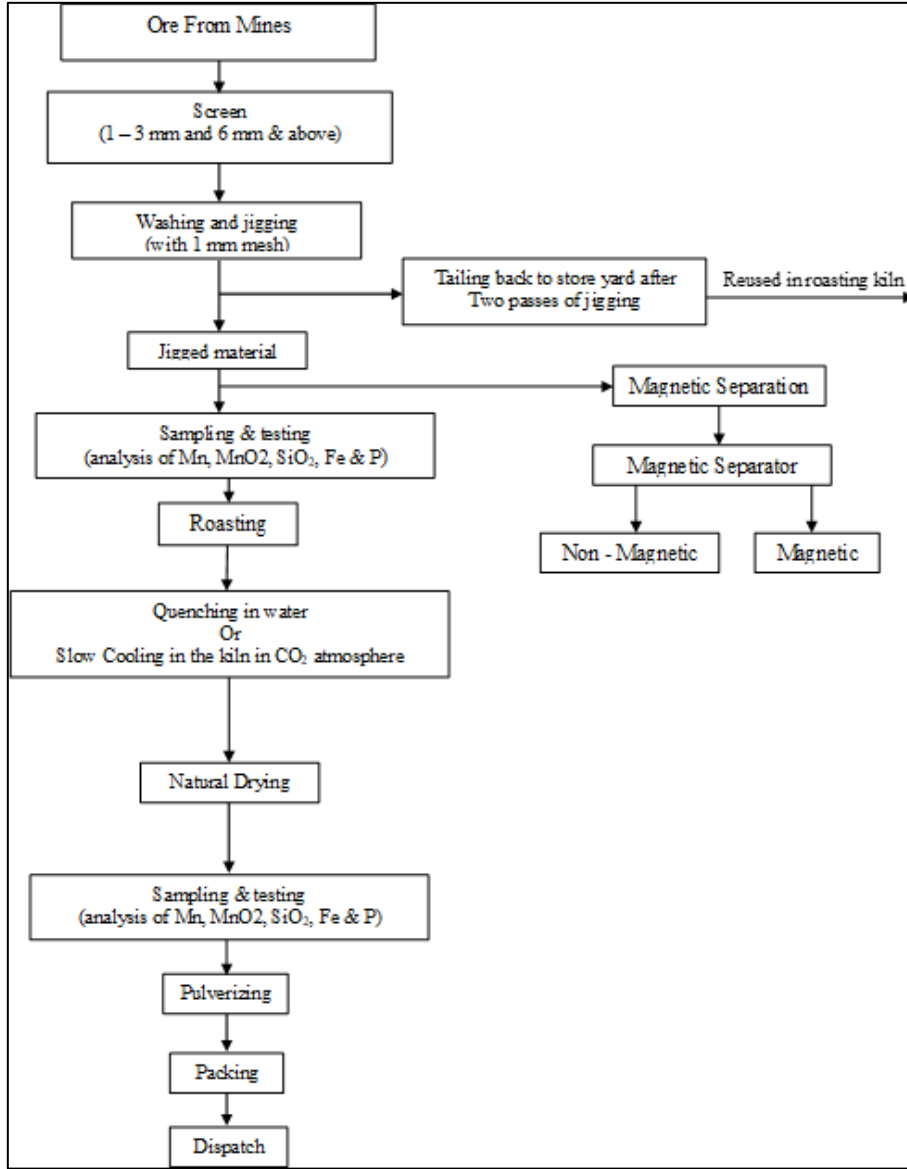 Ore From Mines
Screen
(1 – 3 mm and 6 mm & above)
Washing and jigging
(with 1 mm mesh)
Tailing back to store yard after
Two passes of jigging
Reused in roasting kiln
Jigged material
Magnetic Separation
Sampling & testing
(analysis of Mn, MnO2, SiO₂, Fe & P)
Magnetic Separator
Roasting
Non - Magnetic
Magnetic
Quenching in water
Or
Slow Cooling in the kiln in CO₂ atmosphere
Natural Drying
Sampling & testing
(analysis of Mn, MnO2, SiO₂, Fe & P)
Pulverizing
Packing
Dispatch